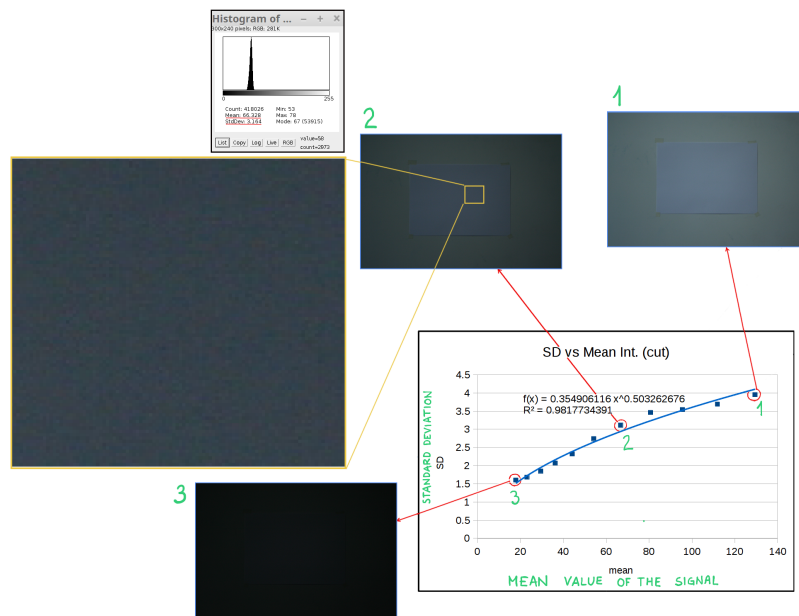 Histogram of ... − + ×
300x240 pixels; RGB; 281K
0 255
Count: 418026 Min: 53
Mean: 66.328 Max: 78
StdDev: 3.164 Mode: 67 (53915)
List Copy Log Live RGB value=58
count=2873
2
1
3
SD vs Mean Int. (cut)
f(x) = 0.354906116 x^0.503262676
R² = 0.9817734391
4.5
4
3.5
3
2.5
2
1.5
1
0.5
0
STANDARD DEVIATION
SD
1
2
3
0 20 40 60 80 100 120 140
mean
MEAN VALUE OF THE SIGNAL